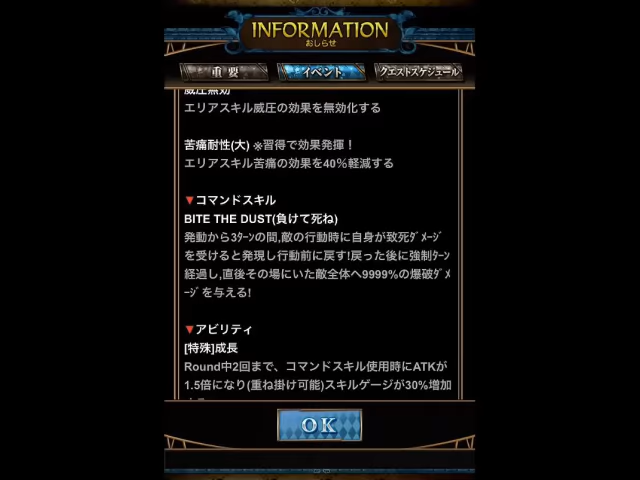 INFORMATION
おしらせ
重要
イベント
クエストスケジュール
威圧無効
エリアスキル威圧の効果を無効化する
苦痛耐性(大) ※習得で効果発揮！
エリアスキル苦痛の効果を40%軽減する
▼コマンドスキル
BITE THE DUST(負けて死ね)
発動から3ﾀｰﾝの間,敵の行動時に自身が致死ﾀﾞﾒｰｼﾞ
を受けると発現し行動前に戻す!戻った後に強制ﾀｰﾝ
経過し,直後その場にいた敵全体へ9999%の爆破ﾀﾞﾒ
ｰｼﾞを与える!
▼アビリティ
[特殊]成長
Round中2回まで、コマンドスキル使用時にATKが
1.5倍になり(重ね掛け可能)スキルゲージが30%増加
OK